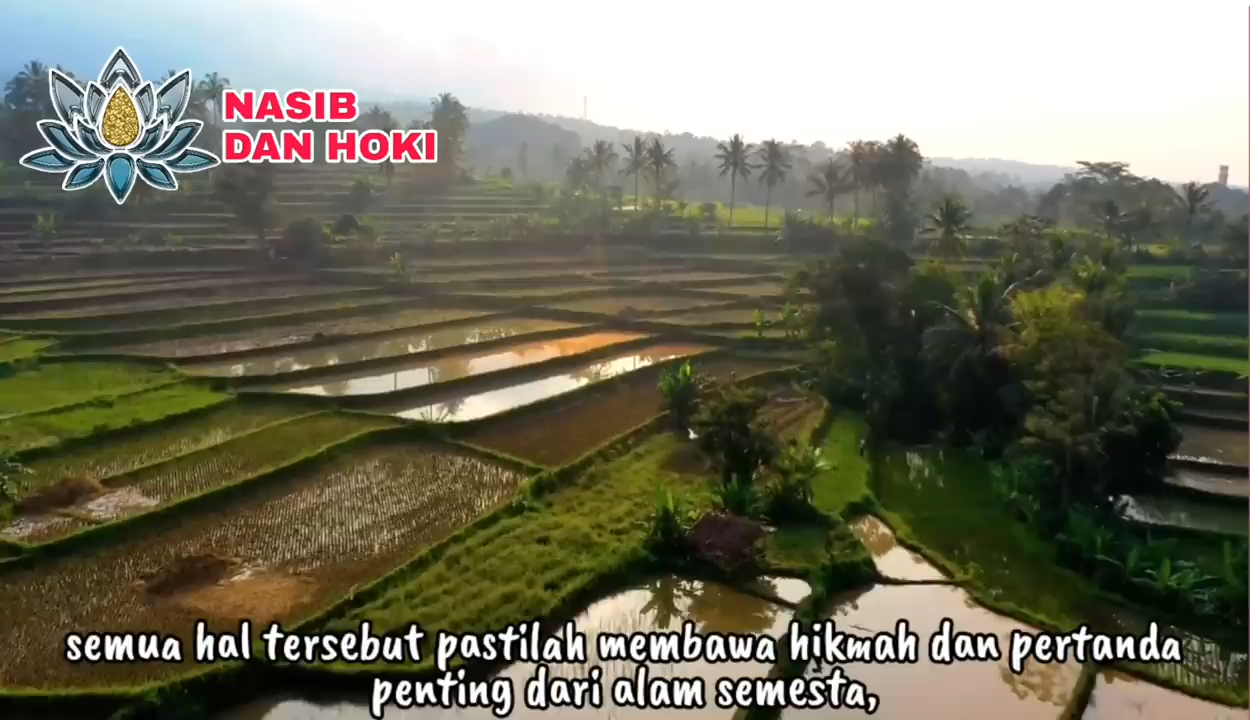 NASIB
DAN HOKI
semua hal tersebut pastilah membawa hikmah dan pertanda
penting dari alam semesta,